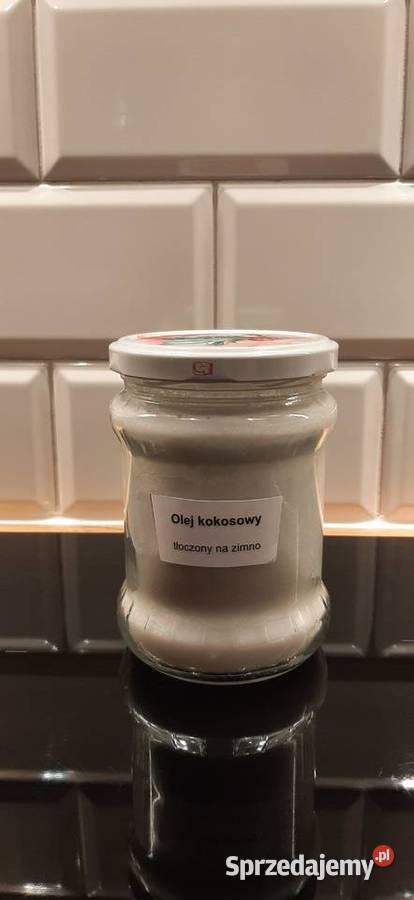 Olej kokosowy
tłoczony na zimno
Sprzedajemy.pl